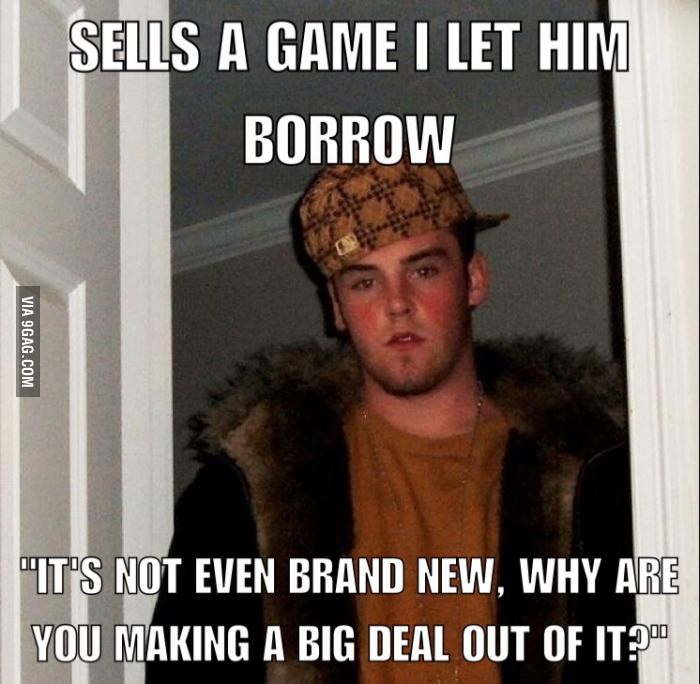 SELLS A GAME I LET HIM
BORROW
VIA 9GAG.COM
"IT'S NOT EVEN BRAND NEW, WHY ARE
YOU MAKING A BIG DEAL OUT OF IT?"